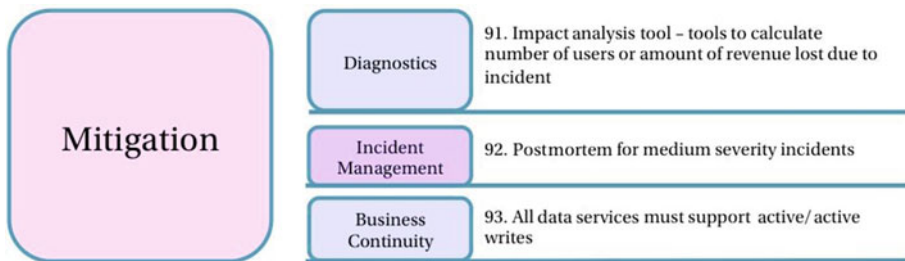 Mitigation
Diagnostics
91. Impact analysis tool – tools to calculate
number of users or amount of revenue lost due to
incident
Incident
Management
92. Postmortem for medium severity incidents
Business
Continuity
93. All data services must support active/active
writes